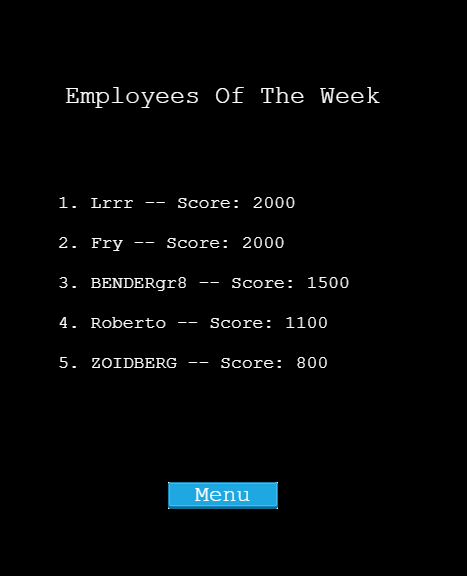 Employees Of The Week
1. Lrrr -- Score: 2000
2. Fry -- Score: 2000
3. BENDERgr8 -- Score: 1500
4. Roberto -- Score: 1100
5. ZOIDBERG -- Score: 800
Menu